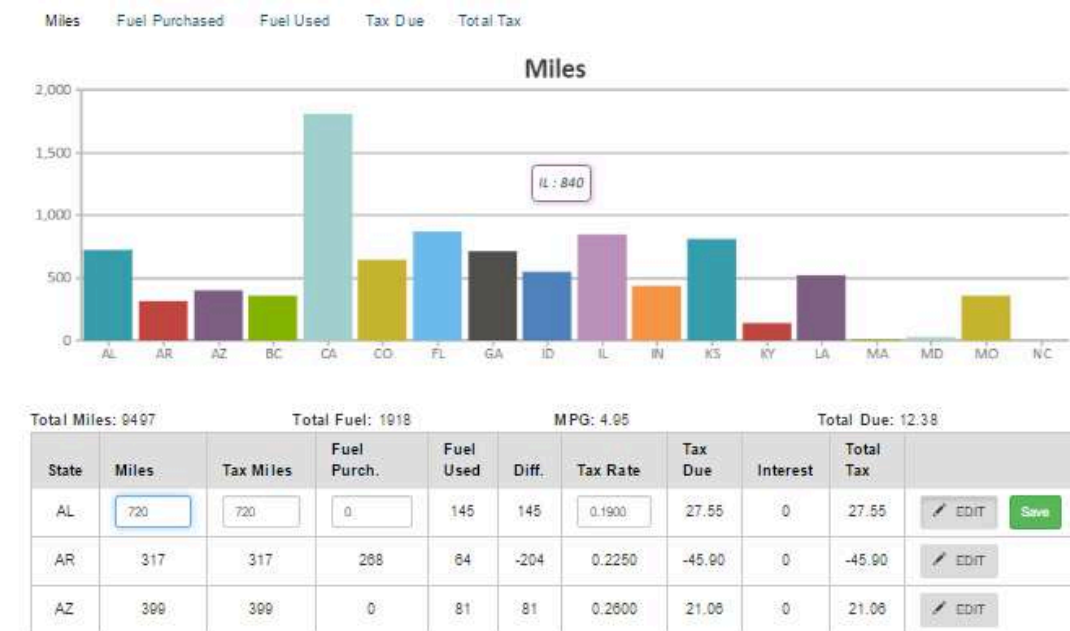 Miles Fuel Purchased Fuel Used Tax Due Total Tax
Miles
2,000
1,500
IL : 840
1,000
500
0
AL AR AZ BC CA CO FL GA ID IL IN KS KY LA MA MD MO NC
Total Miles: 9497 Total Fuel: 1918 MPG: 4.95 Total Due: 12.38
State Miles Tax Miles Fuel Purch. Fuel Used Diff. Tax Rate Tax Due Interest Total Tax
AL 720 720 0 145 145 0.1900 27.55 0 27.55 EDIT Save
AR 317 317 268 64 -204 0.2250 -45.90 0 -45.90 EDIT
AZ 399 399 0 81 81 0.2600 21.06 0 21.06 EDIT